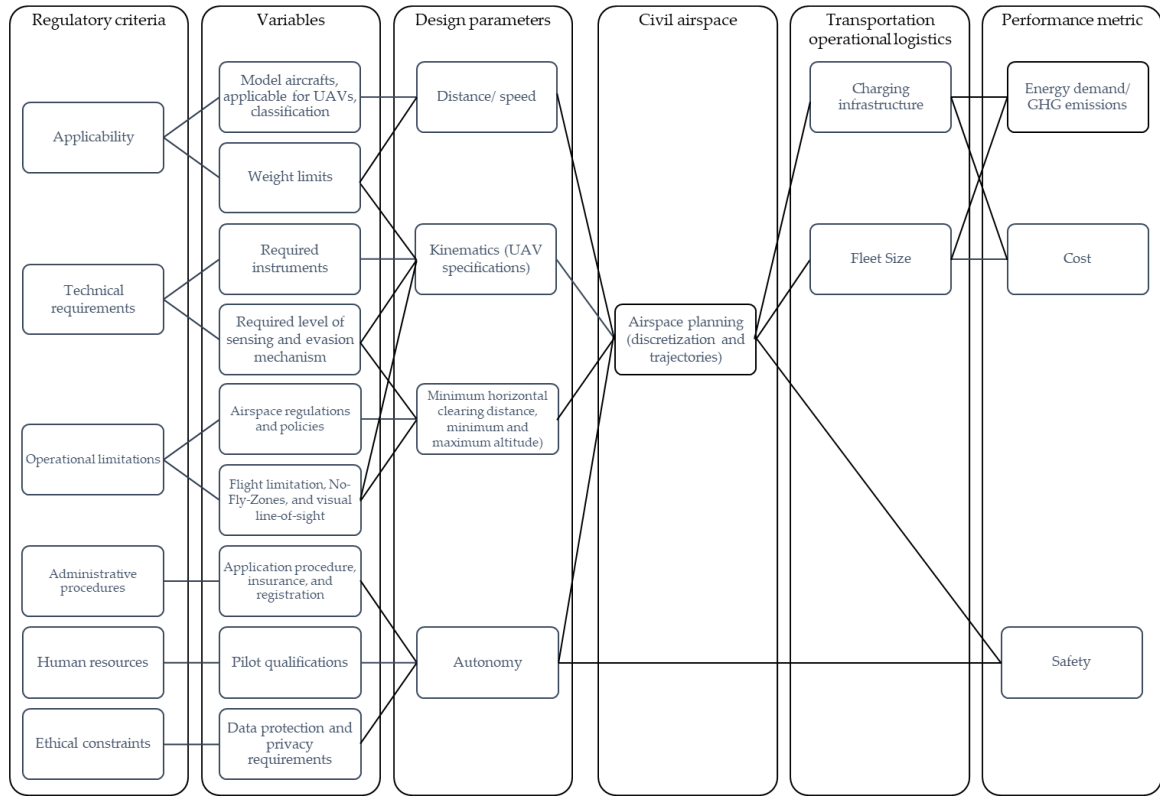 Regulatory criteria
Variables
Design parameters
Civil airspace
Transportation
operational logistics
Performance metric
Applicability
Technical
requirements
Operational limitations
Administrative
procedures
Human resources
Ethical constraints
Model aircrafts,
applicable for UAVs,
classification
Weight limits
Required
instruments
Required level of
sensing and evasion
mechanism
Airspace regulations
and policies
Flight limitation, No-
Fly-Zones, and visual
line-of-sight
Application procedure,
insurance, and
registration
Pilot qualifications
Data protection and
privacy
requirements
Distance/ speed
Kinematics (UAV
specifications)
Minimum horizontal
clearing distance,
minimum and
maximum altitude)
Autonomy
Airspace planning
(discretization and
trajectories)
Charging
infrastructure
Fleet Size
Energy demand/
GHG emissions
Cost
Safety